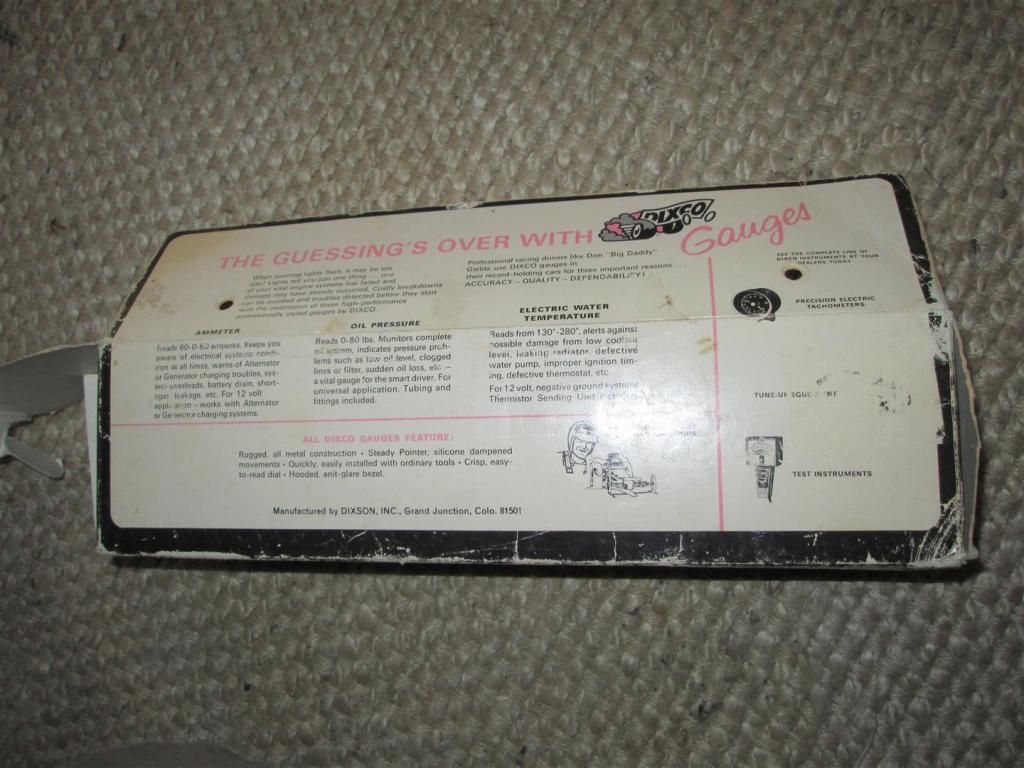 THE GUESSING'S OVER WITH DIXCO Gauges
When warning lights flash, it may be too
late! Lights tell you just one thing . . . one
of your vital engine systems has failed and
damage may have already occurred. Costly breakdowns
can be avoided and troubles detected before they start
with the installation of these high-performance
professionally styled gauges by DIXCO.
Professional racing drivers like Don "Big Daddy"
Garlits use DIXCO gauges in
their record-holding cars for three important reasons . . .
ACCURACY – QUALITY – DEFENDABILITY!
AMMETER
Reads 60-0-60 amperes. Keeps you
aware of electrical systems condi-
tion at all times, warns of Alternator
or Generator charging troubles, sys-
tem overloads, battery drain, short-
ages leakage, etc. For 12 volt
application – works with Alternator
or Generator charging systems.
OIL PRESSURE
Reads 0-80 lbs. Munitors complete
oil system, indicates pressure prob-
lems such as low oil level, clogged
lines or filter, sudden oil loss, etc –
a vital gauge for the smart driver. For
universal application. Tubing and
fittings included.
ELECTRIC WATER
TEMPERATURE
Reads from 130°-280°, alerts against
possible damage from low coolant
level, leaking radiator, defective
water pump, improper ignition tim-
ing, defective thermostat, etc.
For 12 volt, negative ground systems
Thermistor Sending Unit
SEE THE COMPLETE LINE OF
DIXCO INSTRUMENTS AT YOUR
DEALERS TODAY
PRECISION ELECTRIC
TACHOMETERS
TUNE-UP
TEST INSTRUMENTS
ALL DIXCO GAUGES FEATURE:
Rugged, all metal construction • Steady Pointer, silicone dampened
movements • Quickly, easily installed with ordinary tools • Crisp, easy-
to-read dial • Hooded, anit-glare bezel.
Manufactured by DIXSON, INC., Grand Junction, Colo. 81501